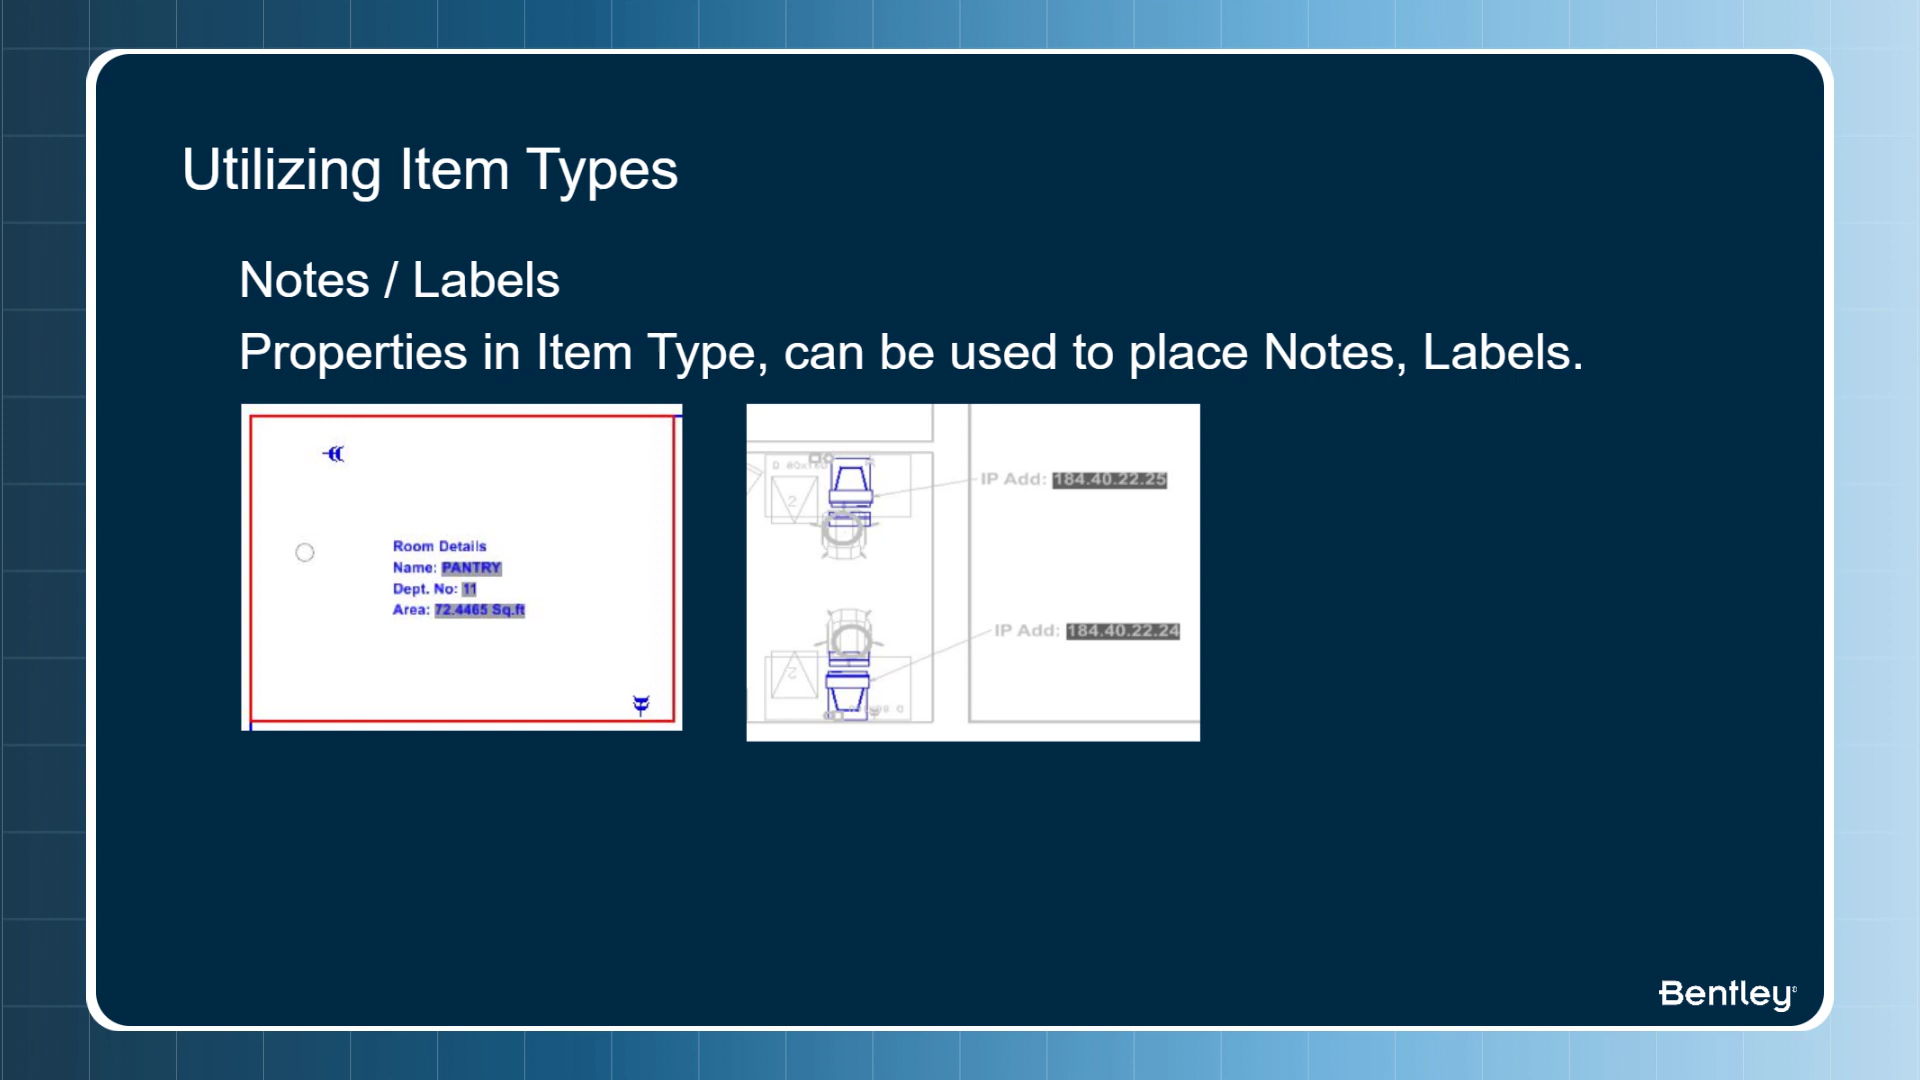 Utilizing Item Types
Notes / Labels
Properties in Item Type, can be used to place Notes, Labels.
Room Details
Name: PANTRY
Dept. No: 11
Area: 72.4465 Sq.ft
2
IP Add: 184.40.22.25
IP Add: 184.40.22.24
2
Bentley